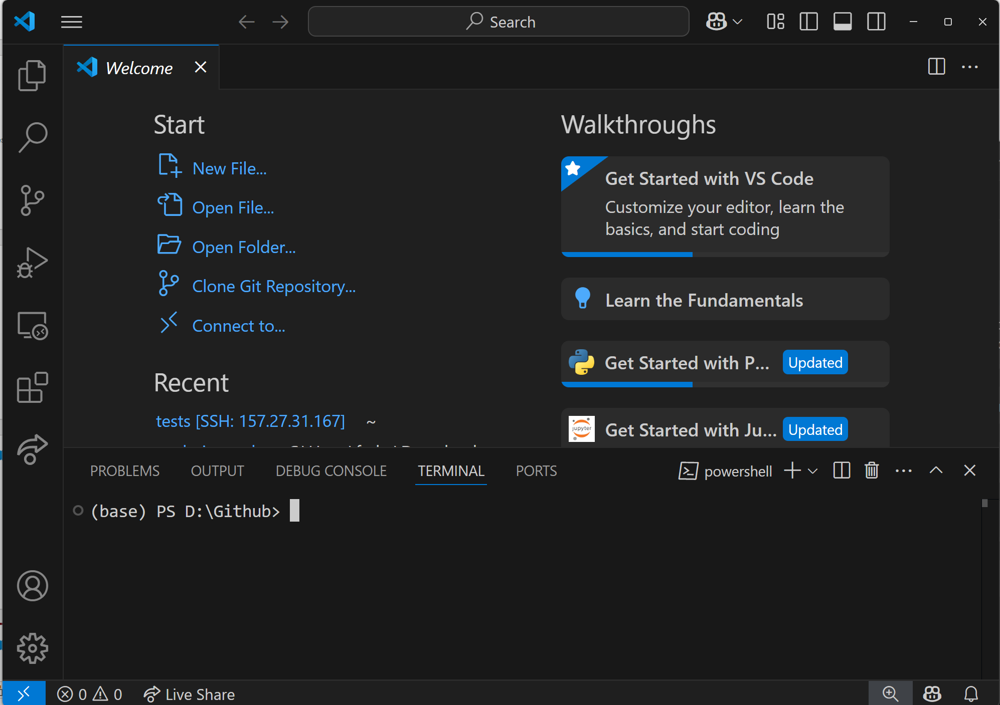 Search
Welcome
Start
New File...
Open File...
Open Folder...
Clone Git Repository...
Connect to...
Recent
tests [SSH: 157.27.31.167] ~
Walkthroughs
Get Started with VS Code
Customize your editor, learn the
basics, and start coding
Learn the Fundamentals
Get Started with P... Updated
jupyter
Get Started with Ju... Updated
PROBLEMS OUTPUT DEBUG CONSOLE TERMINAL PORTS powershell
(base) PS D:\Github>
0 0 Live Share